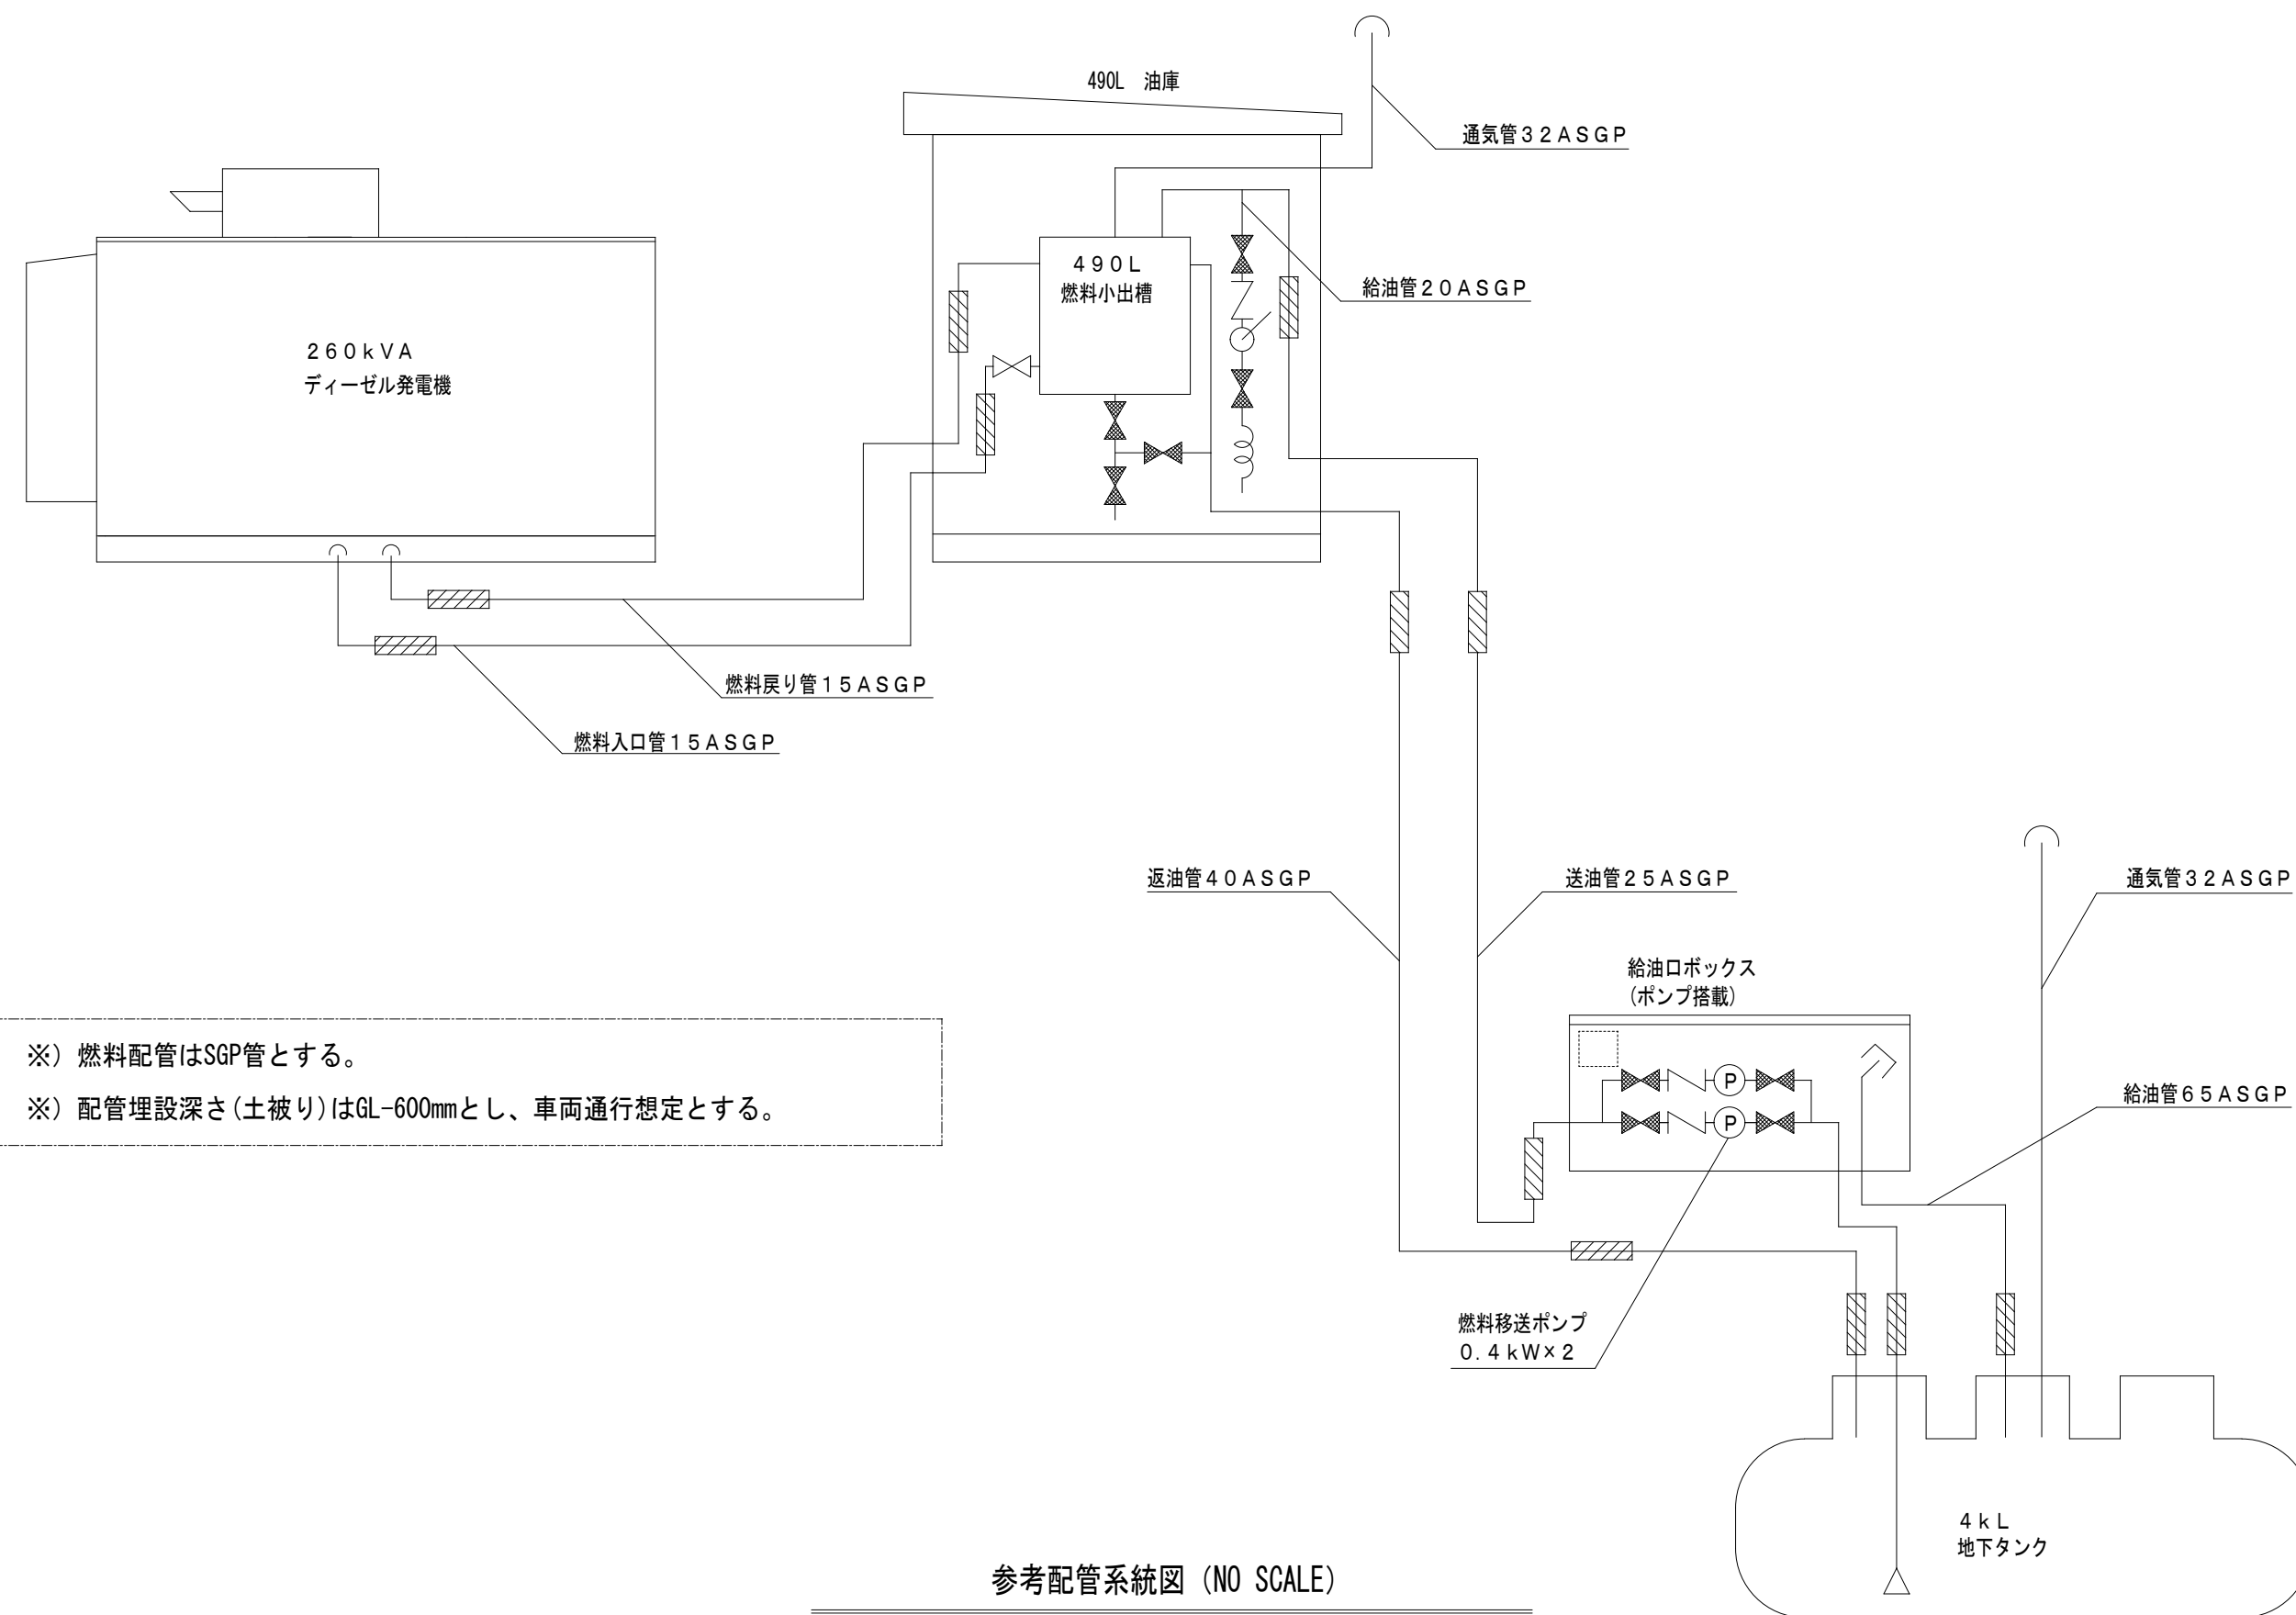 490L 油庫
通気管32ASGP
490L
燃料小出槽
給油管20ASGP
260kVA
ディーゼル発電機
燃料戻り管15ASGP
燃料入口管15ASGP
返油管40ASGP
送油管25ASGP
通気管32ASGP
給油口ボックス
(ポンプ搭載)
※) 燃料配管はSGP管とする。
※) 配管埋設深さ(土被り)はGL-600mmとし、車両通行想定とする。
P
P
給油管65ASGP
燃料移送ポンプ
0.4kW×2
4kL
地下タンク
参考配管系統図 (NO SCALE)